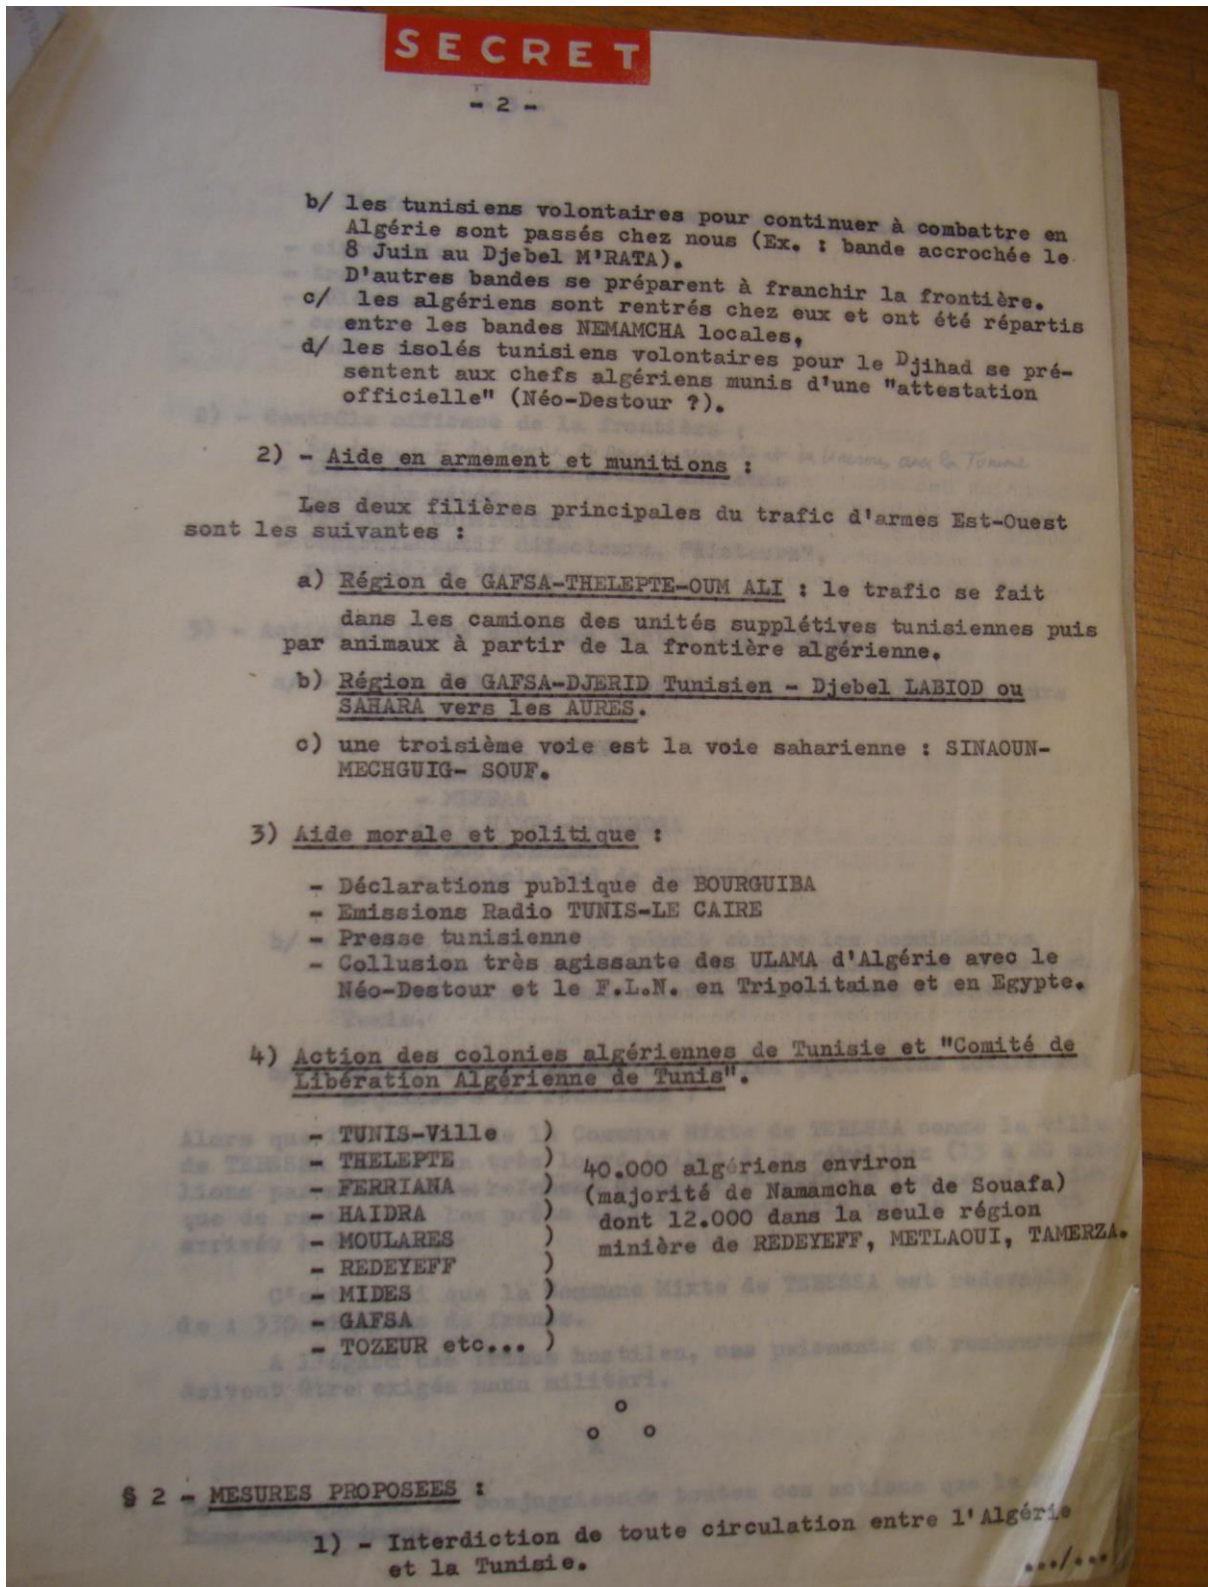 SECRET
- 2 -
b/ les tunisiens volontaires pour continuer à combattre en
Algérie sont passés chez nous (Ex. : bande accrochée le
8 Juin au Djebel M'RATA).
D'autres bandes se préparent à franchir la frontière.
c/ les algériens sont rentrés chez eux et ont été répartis
entre les bandes NEMAMCHA locales,
d/ les isolés tunisiens volontaires pour le Djihad se pré-
sentent aux chefs algériens munis d'une "attestation
officielle" (Néo-Destour ?).
2) - Aide en armement et munitions :
Les deux filières principales du trafic d'armes Est-Ouest
sont les suivantes :
a) Région de GAFSA-THELEPTE-OUM ALI : le trafic se fait
dans les camions des unités supplétives tunisiennes puis
par animaux à partir de la frontière algérienne.
b) Région de GAFSA-DJERID Tunisien - Djebel LABIOD ou
SAHARA vers les AURES.
c) une troisième voie est la voie saharienne : SINAOUN-
MECHGUIG- SOUF.
3) Aide morale et politique :
- Déclarations publique de BOURGUIBA
- Emissions Radio TUNIS-LE CAIRE
- Presse tunisienne
- Collusion très agissante des ULAMA d'Algérie avec le
Néo-Destour et le F.L.N. en Tripolitaine et en Egypte.
4) Action des colonies algériennes de Tunisie et "Comité de
Libération Algérienne de Tunis".
- TUNIS-Ville )
- THELEPTE ) 40.000 algériens environ
- FERRIANA ) (majorité de Namamcha et de Souafa)
- HAIDRA ) dont 12.000 dans la seule région
- MOULARES ) minière de REDEYEFF, METLAOUI, TAMERZA.
- REDEYEFF )
- MIDES )
- GAFSA )
- TOZEUR etc... )
o
o o
§ 2 - MESURES PROPOSEES :
1) - Interdiction de toute circulation entre l'Algérie
et la Tunisie.
.../...